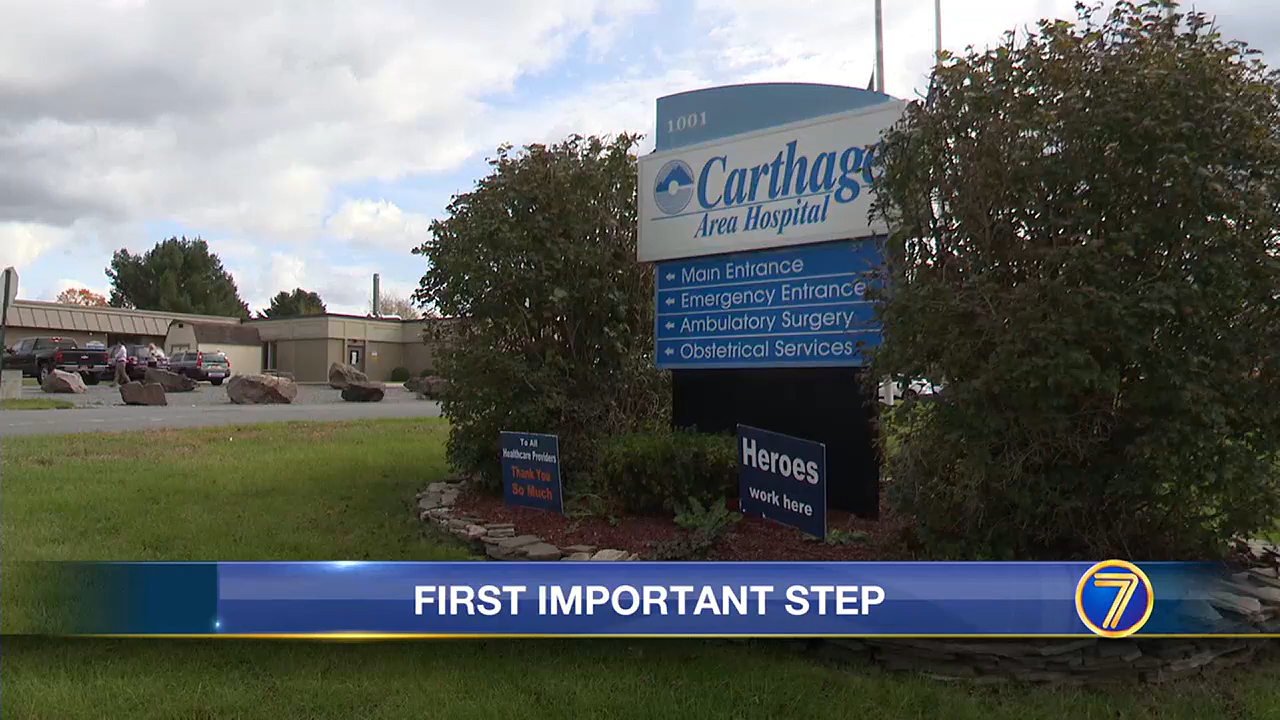 1001
Carthage
Area Hospital
Main Entrance
Emergency Entrance
Ambulatory Surgery
Obstetrical Services
To All
Healthcare Providers
Thank You
So Much
Heroes
work here
FIRST IMPORTANT STEP
7